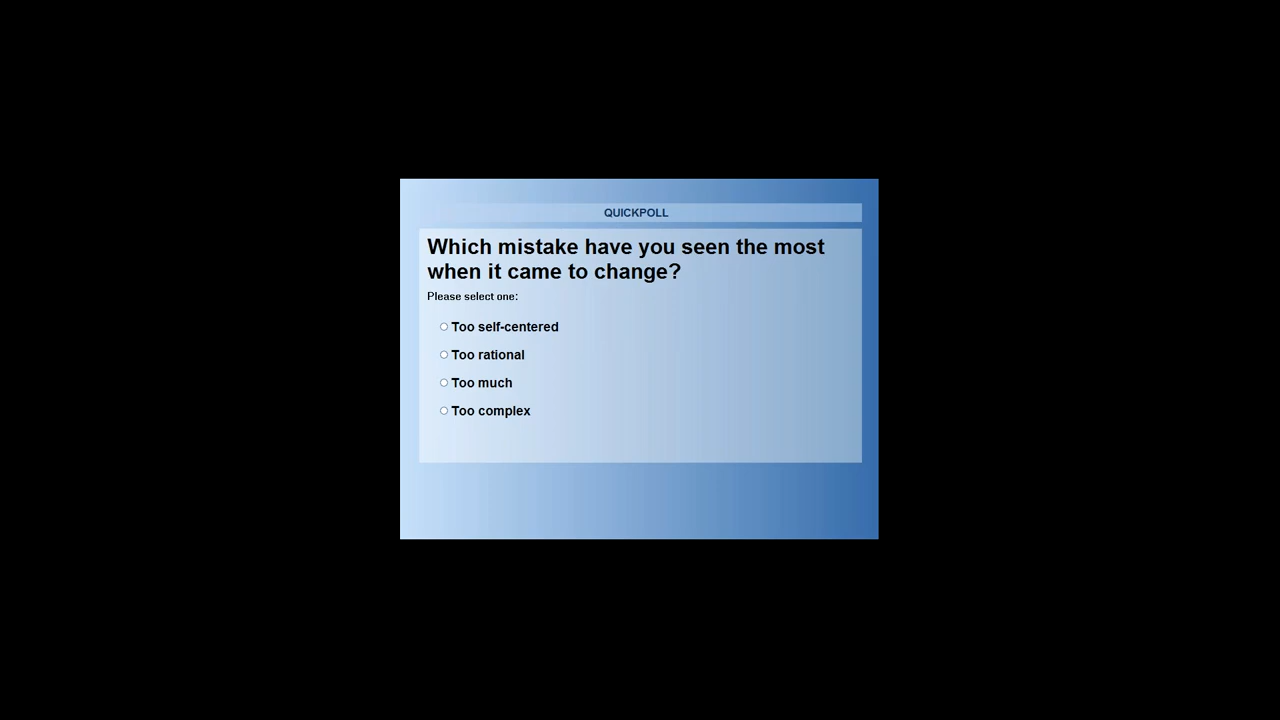 QUICKPOLL
Which mistake have you seen the most
when it came to change?
Please select one:
Too self-centered
Too rational
Too much
Too complex